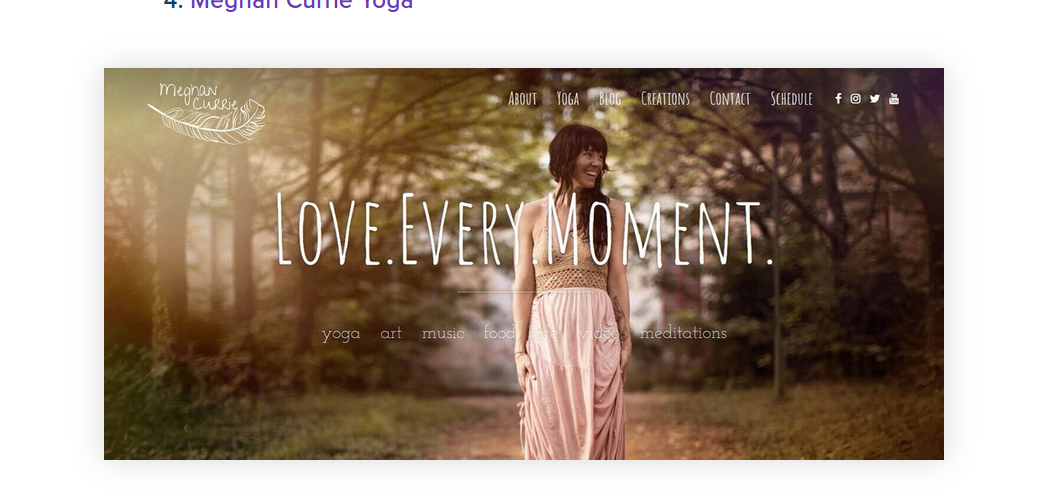 4. Meghan Currie Yoga
Meghan
Currie
About Yoga Blog Creations Contact Schedule
Love.Every.Moment.
yoga art music food life video meditations